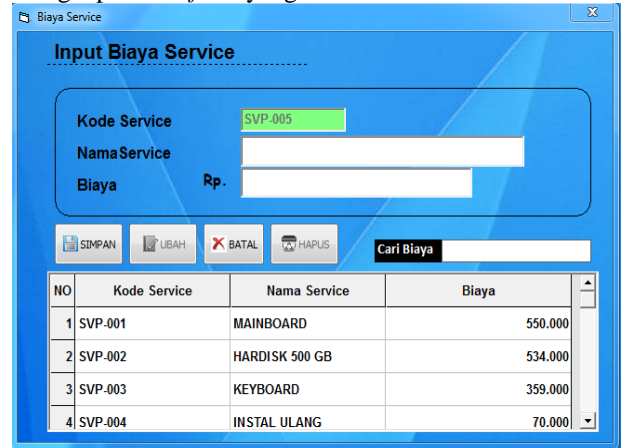 Biaya Service
Input Biaya Service
Kode Service SVP-005
NamaService
Biaya Rp.
SIMPAN UBAH BATAL HAPUS Cari Biaya
NO Kode Service Nama Service Biaya
1 SVP-001 MAINBOARD 550.000
2 SVP-002 HARDISK 500 GB 534.000
3 SVP-003 KEYBOARD 359.000
4 SVP-004 INSTAL ULANG 70.000